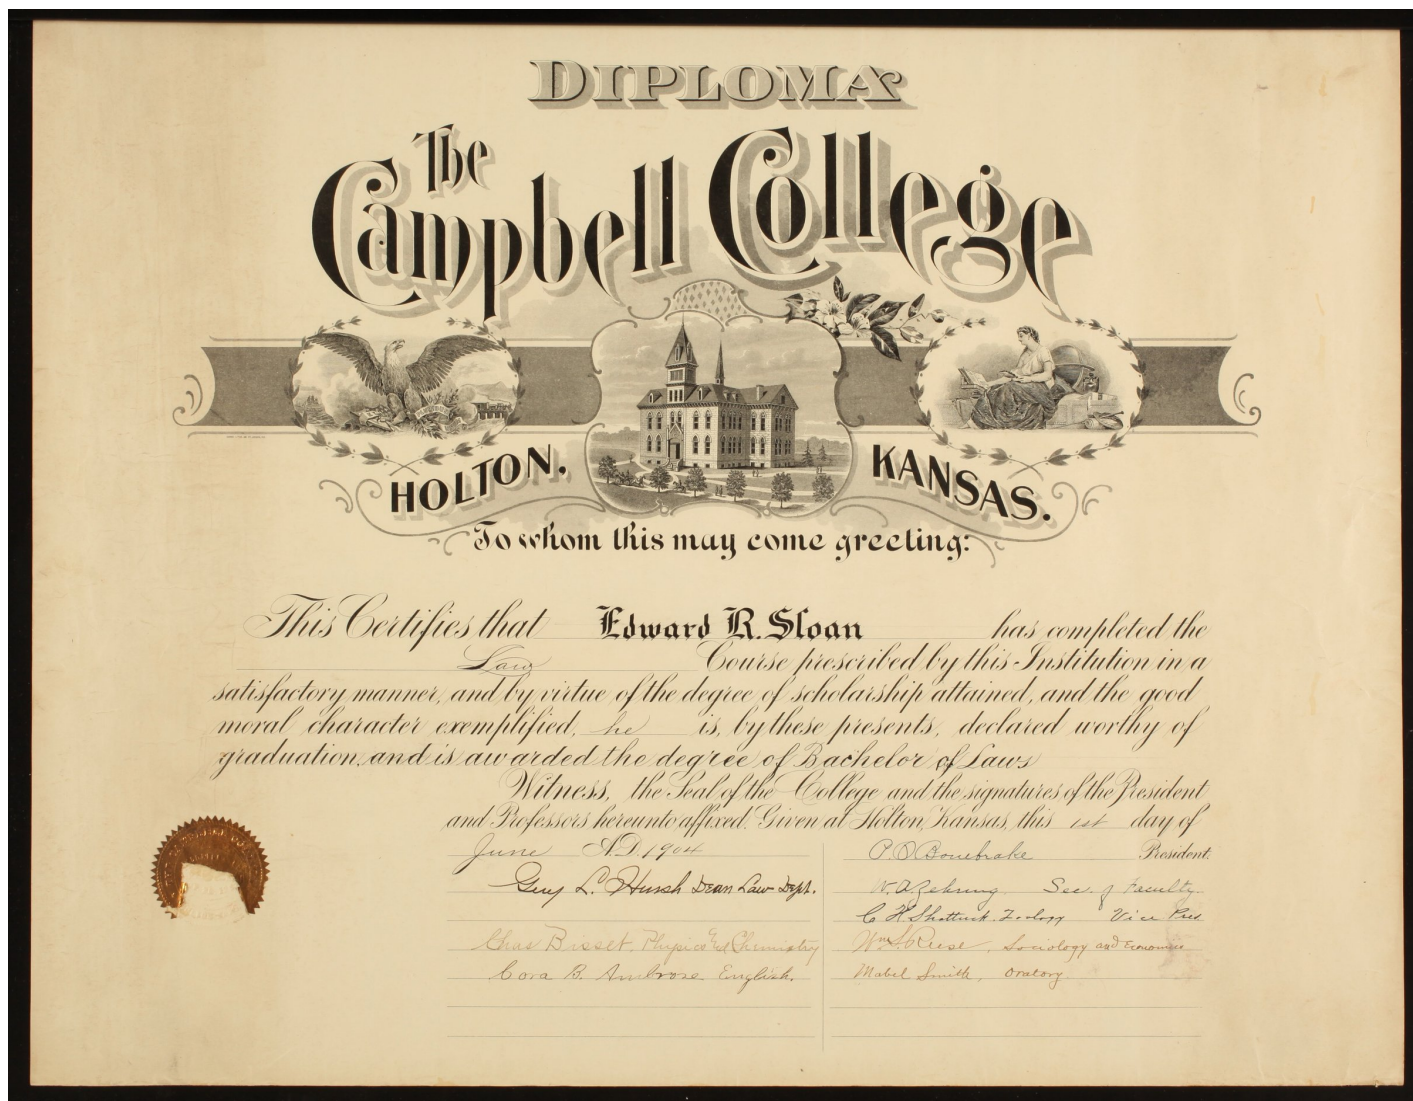 DIPLOMA
The
Campbell College
HOLTON, KANSAS.
To whom this may come greeting:
This Certifies that Edward R. Sloan has completed the
Law Course prescribed by this Institution in a
satisfactory manner, and by virtue of the degree of scholarship attained, and the good
moral character exemplified, he is, by these presents, declared worthy of
graduation, and is awarded the degree of Bachelor of Laws
Witness, the Seal of the College and the signatures of the President
and Professors hereunto affixed. Given at Holton, Kansas, this 1st day of
June A.D. 1904
Guy L. Hursh Dean Law Dept.
Chas Bisset, Physics and Chemistry
Cora B. Ambrose English.
P. O. Bonebrake President.
W. A. Zehring. Sec. of Faculty.
C H Shattuck. Zoology Vice Pres
Wm S. Reese, Sociology and Economics
Mabel Smith, Oratory